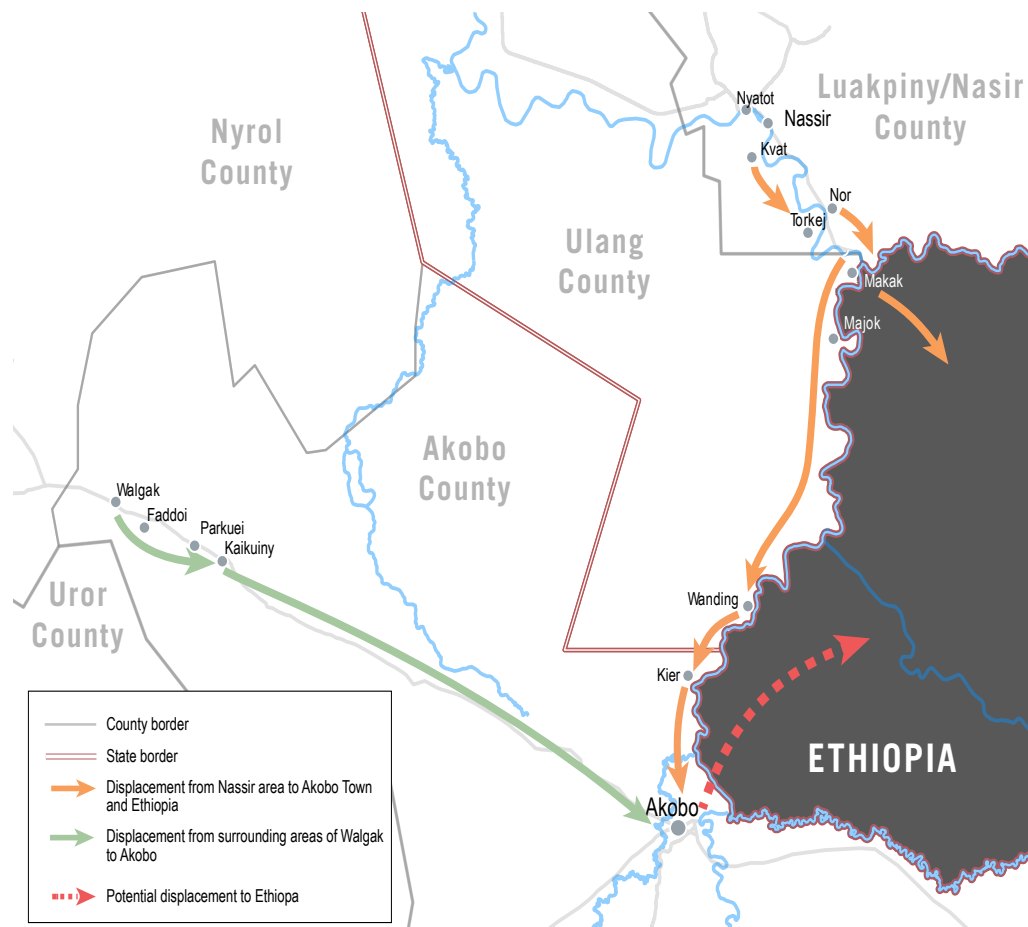 Luakpiny/Nasir
County
Nyatot
Nassir
Nyrol
County
Kvat
Nor
Torkej
Ulang
County
Makak
Majok
Akobo
County
Walgak
Faddoi
Parkuei
Kaikuiny
Uror
County
Wanding
Kier
ETHIOPIA
Akobo
County border
State border
Displacement from Nassir area to Akobo Town
and Ethiopia
Displacement from surrounding areas of Walgak
to Akobo
Potential displacement to Ethiopa